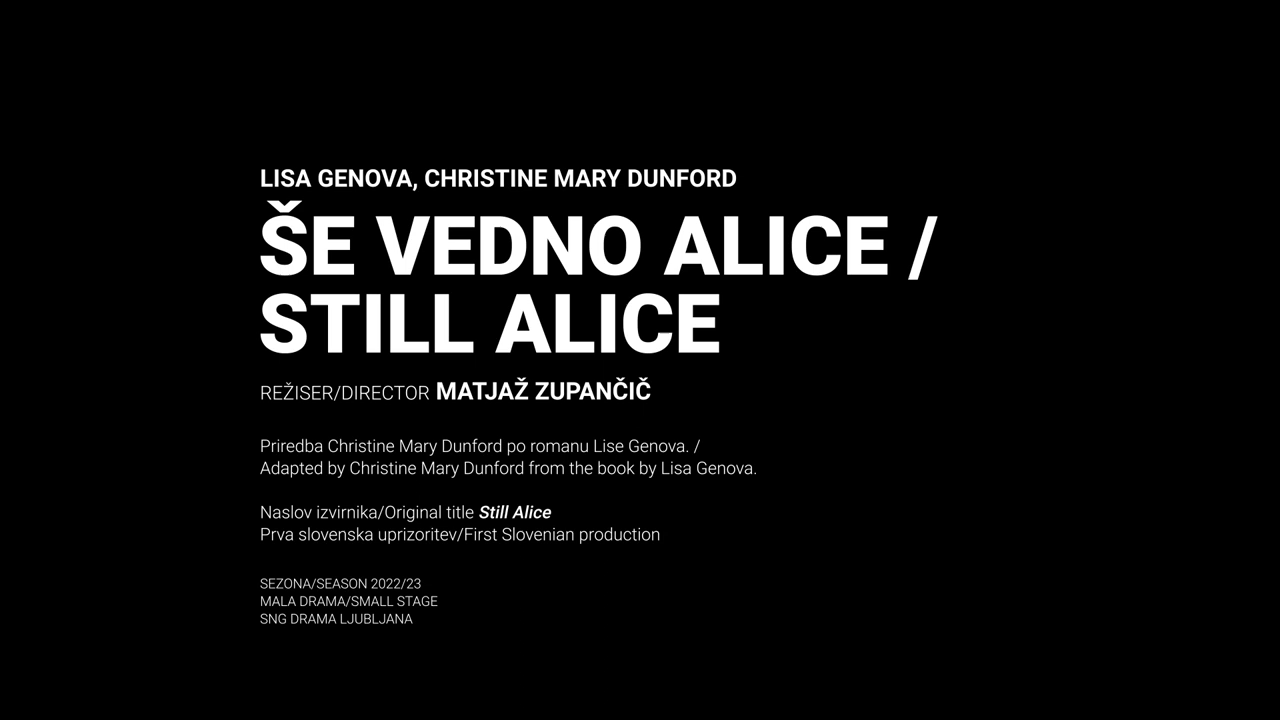 LISA GENOVA, CHRISTINE MARY DUNFORD
ŠE VEDNO ALICE /
STILL ALICE
REŽISER/DIRECTOR MATJAŽ ZUPANČIČ
Priredba Christine Mary Dunford po romanu Lise Genova. /
Adapted by Christine Mary Dunford from the book by Lisa Genova.
Naslov izvirnika/Original title Still Alice
Prva slovenska uprizoritev/First Slovenian production
SEZONA/SEASON 2022/23
MALA DRAMA/SMALL STAGE
SNG DRAMA LJUBLJANA